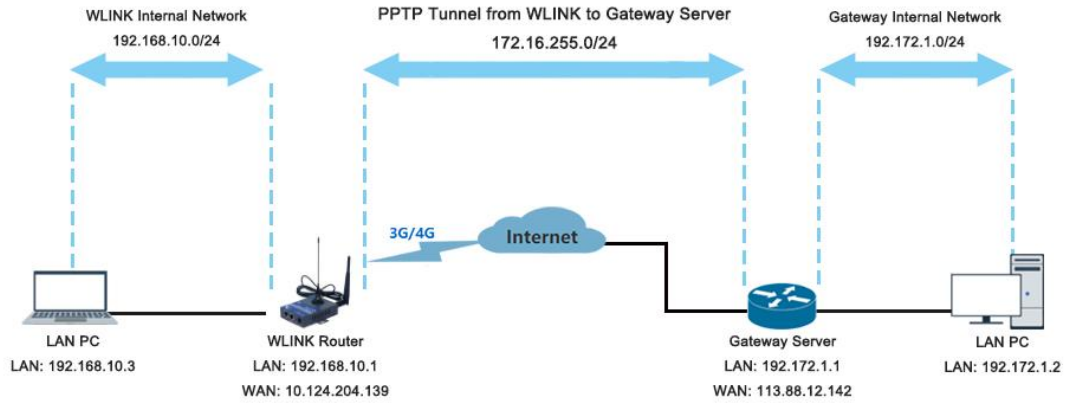 WLINK Internal Network
192.168.10.0/24
PPTP Tunnel from WLINK to Gateway Server
172.16.255.0/24
Gateway Internal Network
192.172.1.0/24
3G/4G
Internet
LAN PC
LAN: 192.168.10.3
WLINK Router
LAN: 192.168.10.1
WAN: 10.124.204.139
Gateway Server
LAN: 192.172.1.1
WAN: 113.88.12.142
LAN PC
LAN: 192.172.1.2